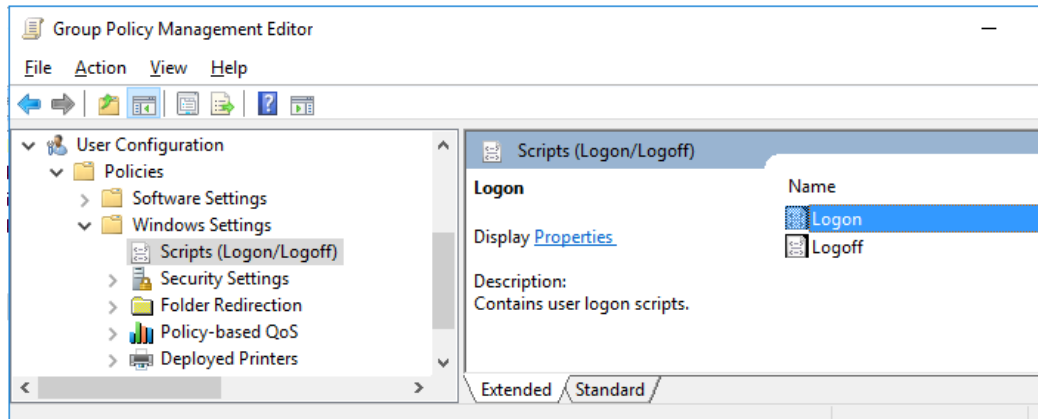 Group Policy Management Editor
File Action View Help
User Configuration
Policies
Software Settings
Windows Settings
Scripts (Logon/Logoff)
Security Settings
Folder Redirection
Policy-based QoS
Deployed Printers
Scripts (Logon/Logoff)
Logon
Display Properties
Description:
Contains user logon scripts.
Name
Logon
Logoff
Extended Standard